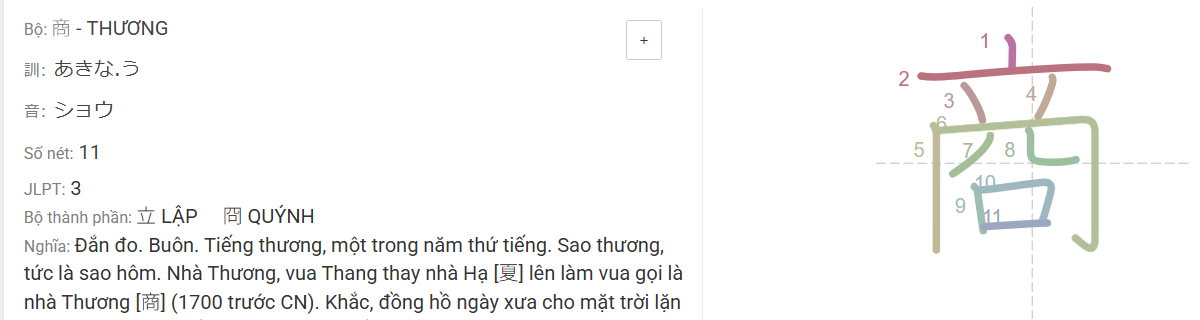 Bộ: 商 - THƯƠNG
+
訓: あきな.う
音: ショウ
Số nét: 11
JLPT: 3
Bộ thành phần: 立 LẬP 冏 QUÝNH
Nghĩa: Đắn đo. Buôn. Tiếng thương, một trong năm thứ tiếng. Sao thương,
tức là sao hôm. Nhà Thương, vua Thang thay nhà Hạ [夏] lên làm vua gọi là
nhà Thương [商] (1700 trước CN). Khắc, đồng hồ ngày xưa cho mặt trời lặn
商
1
2
3
4
5
6
7
8
9
10
11